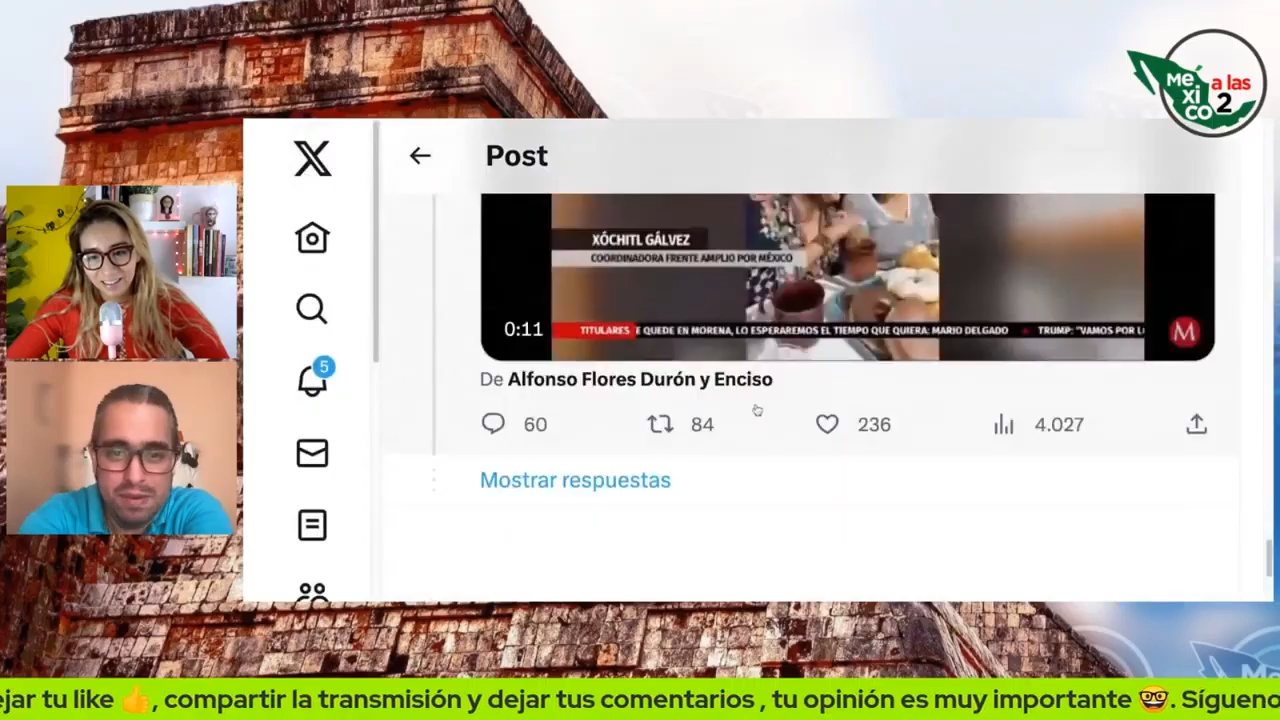 Mé
xi
co
a las
2
Post
XÓCHITL GÁLVEZ
COORDINADORA FRENTE AMPLIO POR MÉXICO
0:11
TITULARES
E QUEDE EN MORENA, LO ESPERAREMOS EL TIEMPO QUE QUIERA: MARIO DELGADO
TRUMP: "VAMOS POR
M
De Alfonso Flores Durón y Enciso
5
60
84
236
4.027
Mostrar respuestas
ejar tu like 👍, compartir la transmisión y dejar tus comentarios , tu opinión es muy importante 🤓. Síguenos